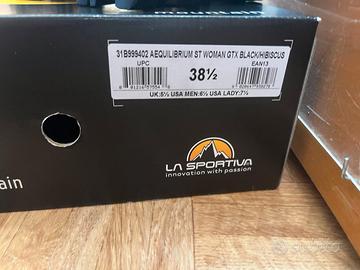 31B999402 AEQUILIBRIUM ST WOMAN GTX BLACK/HIBISCUS
UPC
EAN13
38½
UK:5½ USA MEN:6½ USA LADY:7½
LA SPORTIVA
innovation with passion
ain